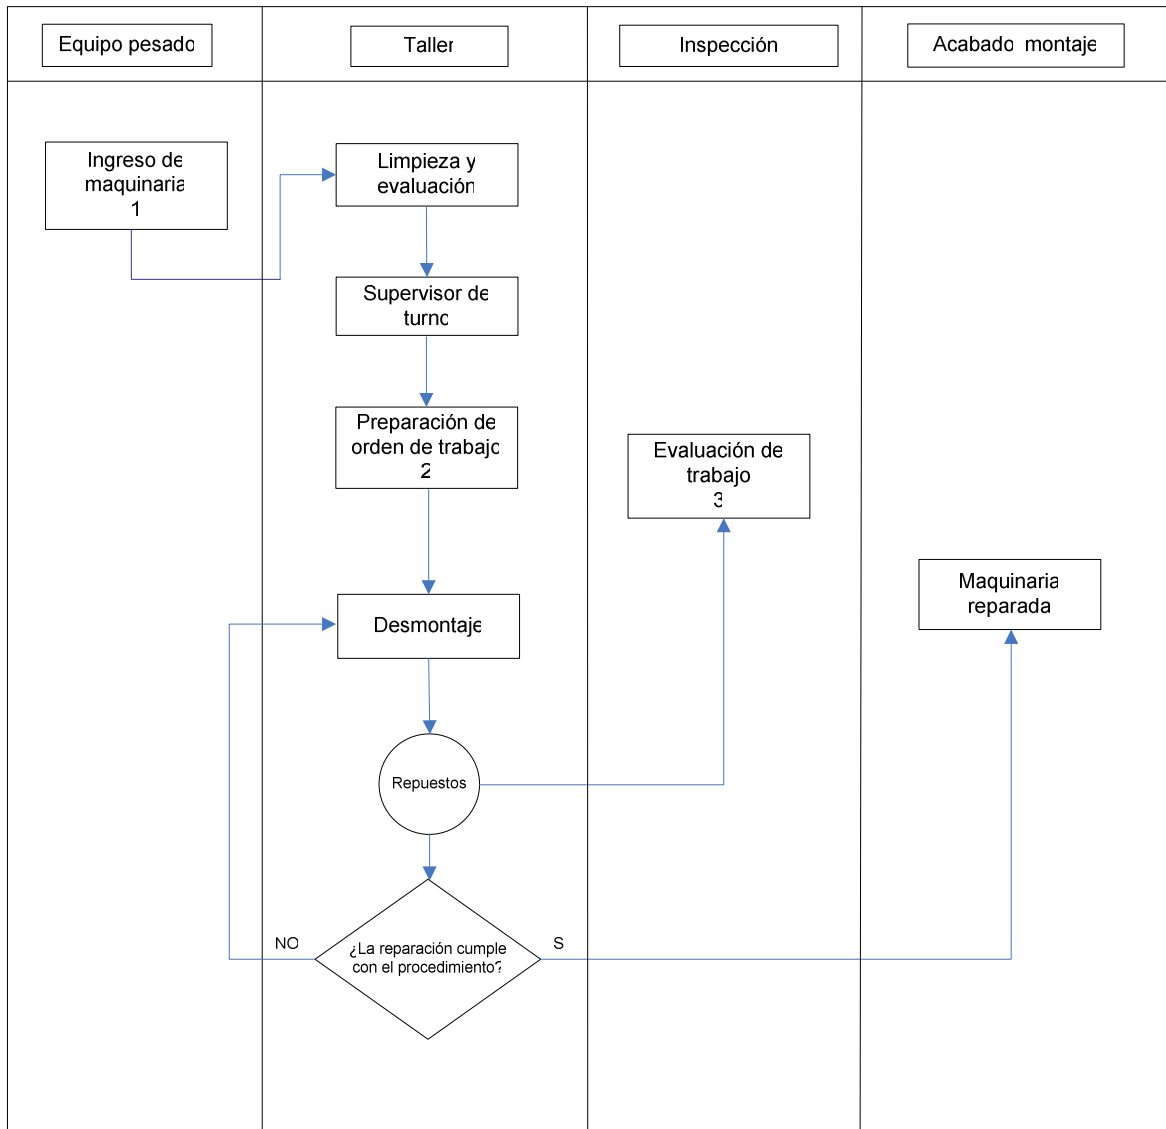 Equipo pesado
Taller
Inspección
Acabado montaje
Ingreso de
maquinaria
1
Limpieza y
evaluación
Supervisor de
turno
Preparación de
orden de trabajo
2
Evaluación de
trabajo
3
Maquinaria
reparada
Desmontaje
Repuestos
NO
¿La reparación cumple
con el procedimiento?
S